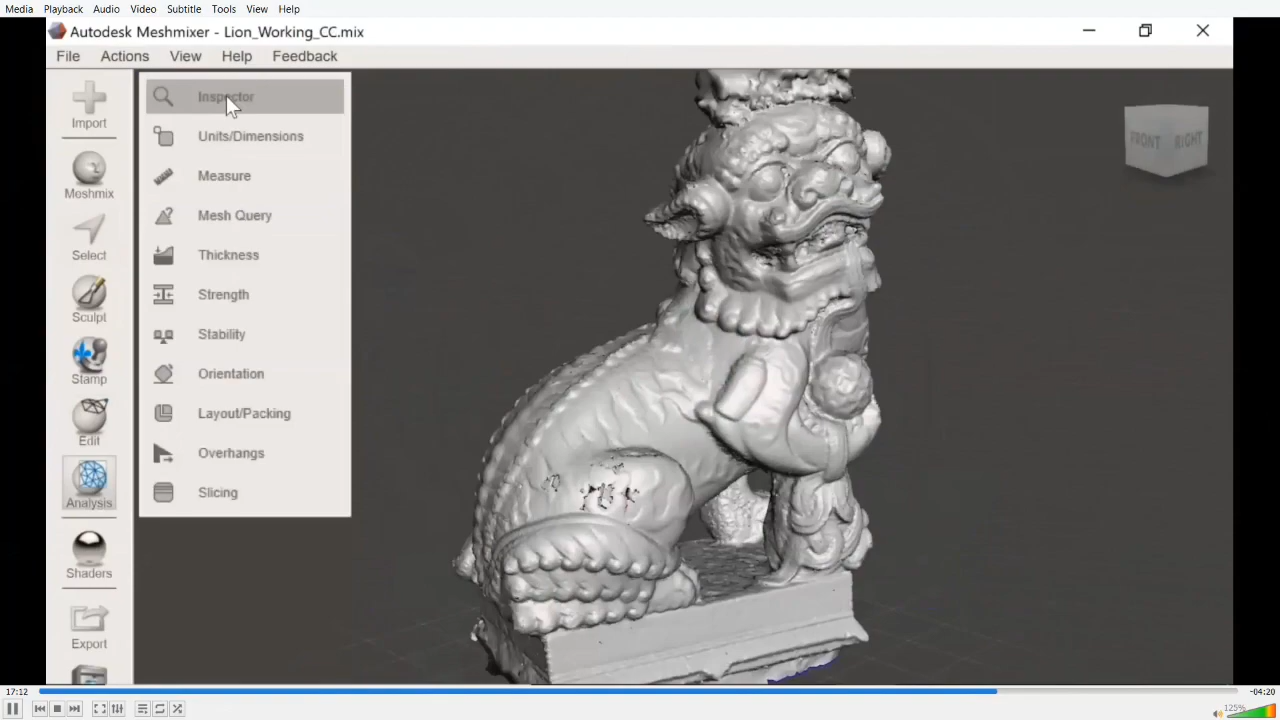 Media Playback Audio Video Subtitle Tools View Help
Autodesk Meshmixer - Lion_Working_CC.mix
File Actions View Help Feedback
Import
Meshmix
Select
Sculpt
Stamp
Edit
Analysis
Shaders
Export
Inspector
Units/Dimensions
Measure
Mesh Query
Thickness
Strength
Stability
Orientation
Layout/Packing
Overhangs
Slicing
FRONT RIGHT
17:12
-04:20
125%